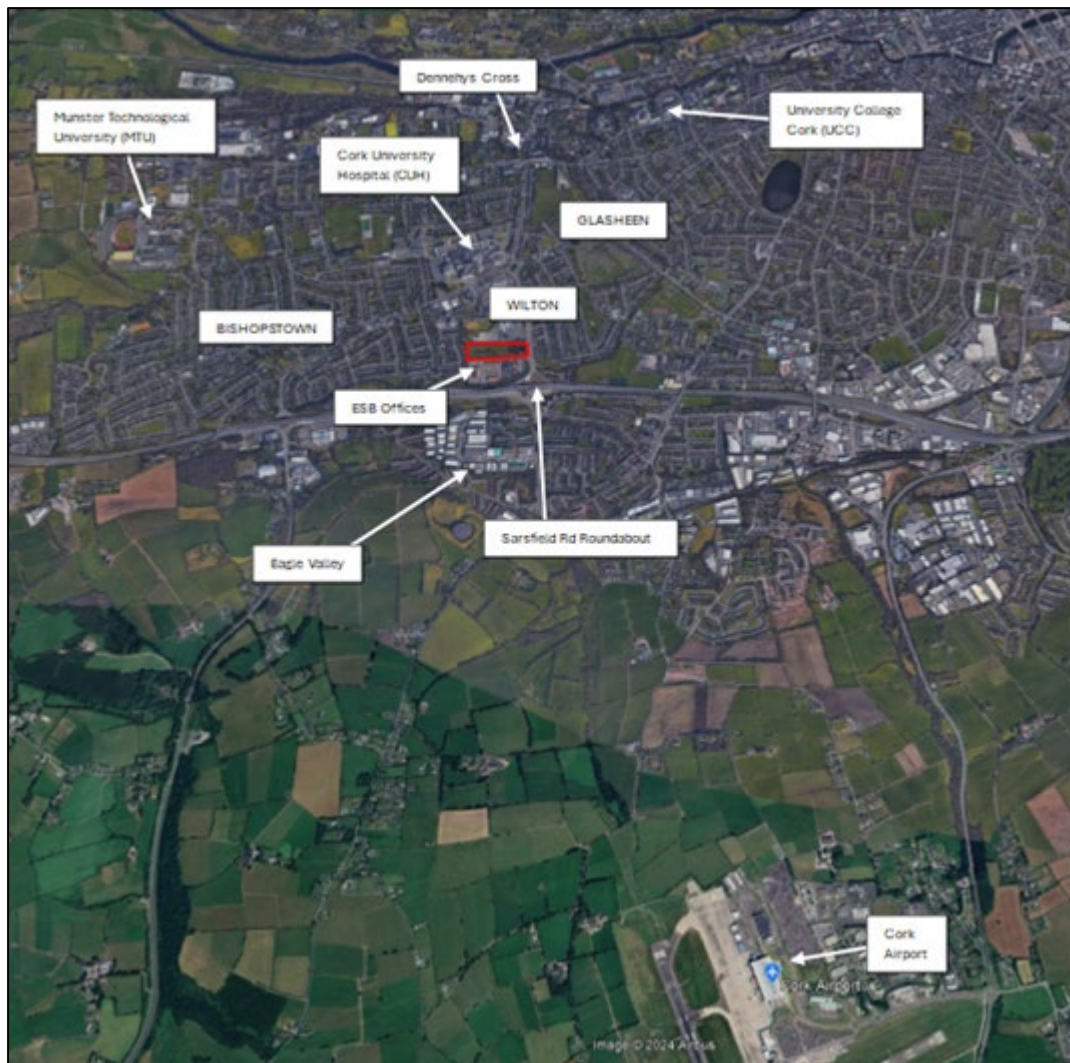 Dennehys Cross
University College
Cork (UCC)
Munster Technological
University (MTU)
Cork University
Hospital (CUH)
GLASHEEN
WILTON
BISHOPSTOWN
ESB Offices
Sarsfield Rd Roundabout
Eagle Valley
Cork
Airport
Cork Airport
Image © 2024 Airbus